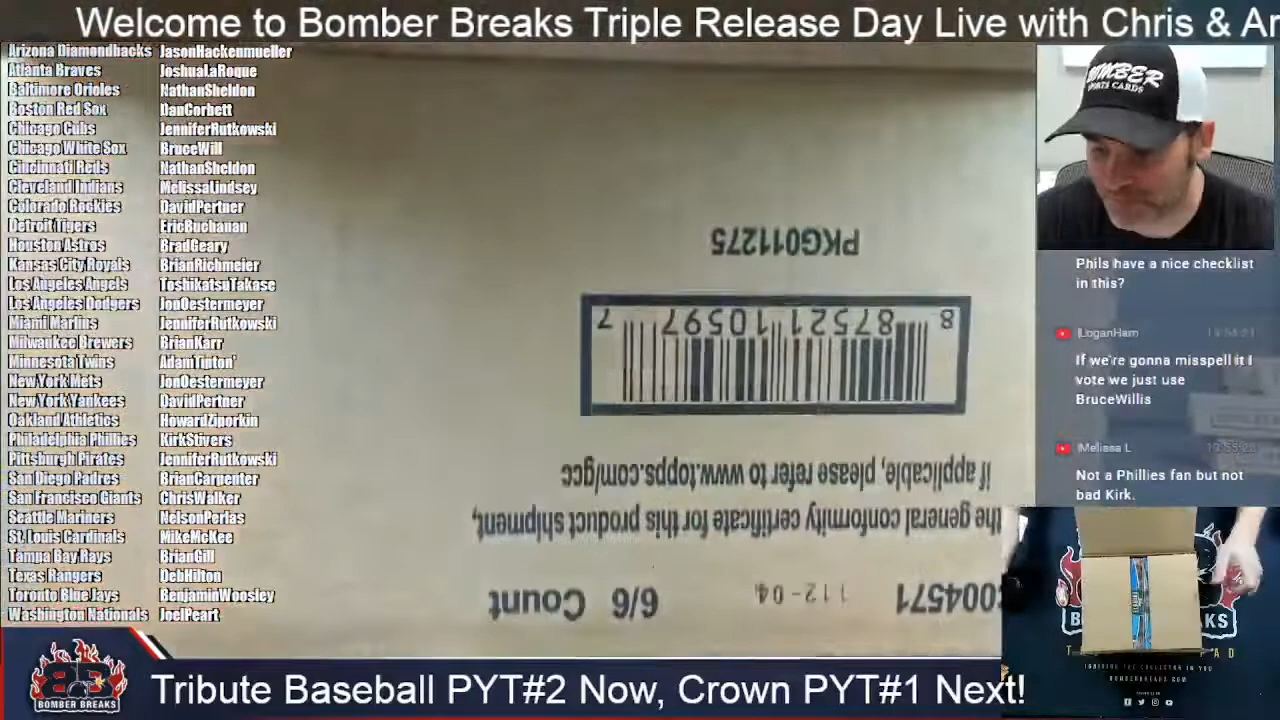 Welcome to Bomber Breaks Triple Release Day Live with Chris & Ar
Arizona Diamondbacks JasonHackenmueller
Atlanta Braves JoshuaLaRoque
Baltimore Orioles NathanSheldon
Boston Red Sox DanCorbett
Chicago Cubs JenniferRutkowski
Chicago White Sox BruceWill
Cincinnati Reds NathanSheldon
Cleveland Indians MelissaLindsey
Colorado Rockies DavidPertner
Detroit Tigers EricBuchanan
Houston Astros BradGeary
Kansas City Royals BrianRichmeier
Los Angeles Angels ToshikatsuTakase
Los Angeles Dodgers JonOestermeyer
Miami Marlins JenniferRutkowski
Milwaukee Brewers BrianKarr
Minnesota Twins AdamTipton'
New York Mets JonOestermeyer
New York Yankees DavidPertner
Oakland Athletics HowardZiporkin
Philadelphia Phillies KirkStivers
Pittsburgh Pirates JenniferRutkowski
San Diego Padres BrianCarpenter
San Francisco Giants ChrisWalker
Seattle Mariners NelsonPerlas
St Louis Cardinals MikeMcKee
Tampa Bay Rays BrianGill
Texas Rangers DebHilton
Toronto Blue Jays BenjaminWoosley
Washington Nationals JoelPeart
004571 112-04 6/6 Count
the general conformity certificate for this product shipment,
if applicable, please refer to www.topps.com/gcc
8 87521 10597 7
PKG011275
BOMBER
SPORTS CARDS
Phils have a nice checklist
in this?
LoganHam
If we're gonna misspell it I
vote we just use
BruceWillis
Melissa L
Not a Phillies fan but not
bad Kirk.
BOMBERBREAKS.COM
BOMBER BREAKS
Tribute Baseball PYT#2 Now, Crown PYT#1 Next!